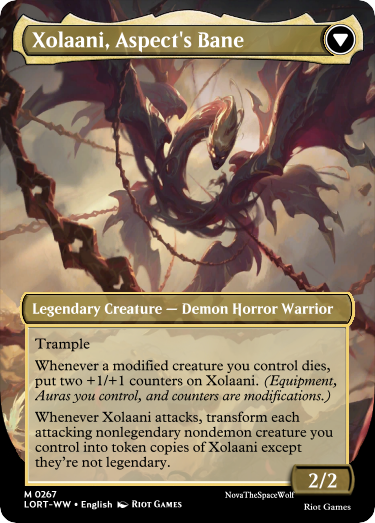 Xolaani, Aspect's Bane
Legendary Creature — Demon Horror Warrior
Trample
Whenever a modified creature you control dies,
put two +1/+1 counters on Xolaani. (Equipment,
Auras you control, and counters are modifications.)
Whenever Xolaani attacks, transform each
attacking nonlegendary nondemon creature you
control into token copies of Xolaani except
they're not legendary.
2/2
M 0267
NovaTheSpaceWolf
LORT-WW • English Riot Games
Riot Games